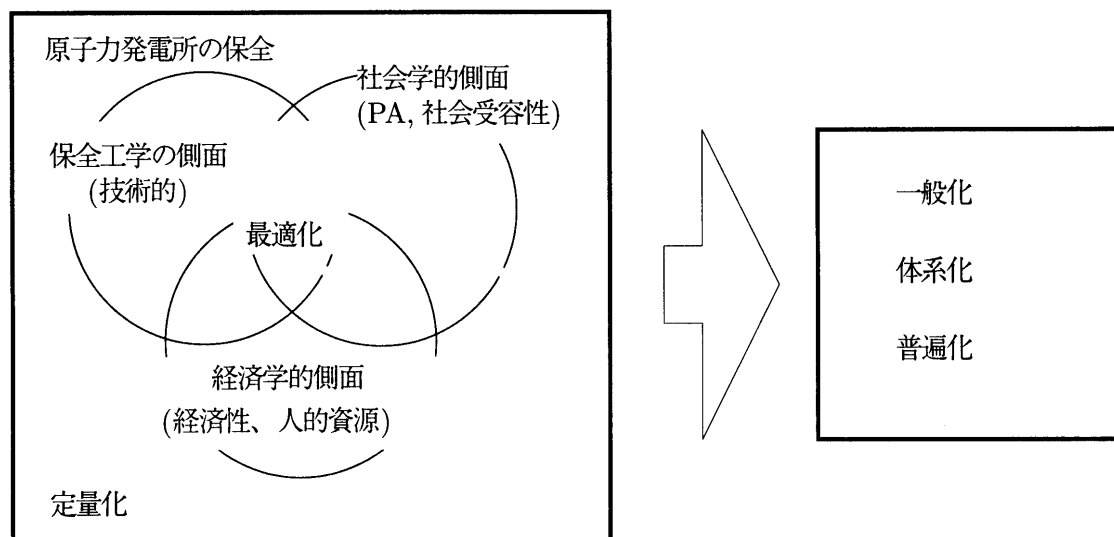 原子力発電所の保全
社会学的側面
(PA, 社会受容性)
保全工学の側面
(技術的)
最適化
経済学的側面
(経済性、人的資源)
定量化
一般化
体系化
普遍化